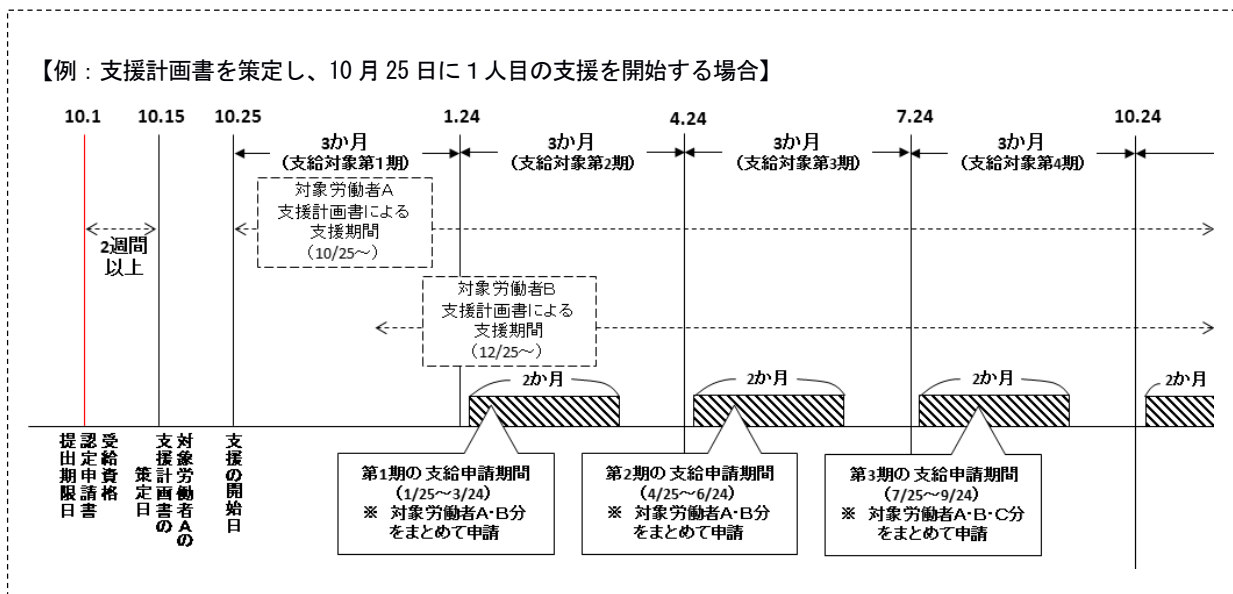 【例：支援計画書を策定し、10月25日に1人目の支援を開始する場合】
10.1
10.15
10.25
1.24
4.24
7.24
10.24
3か月
(支給対象第1期)
3か月
(支給対象第2期)
3か月
(支給対象第3期)
3か月
(支給対象第4期)
2週間
以上
対象労働者A
支援計画書による
支援期間
(10/25～)
対象労働者B
支援計画書による
支援期間
(12/25～)
2か月
2か月
2か月
2か月
受給資格
認定申請書
提出期限日
対象労働者Aの
支援計画書の
策定日
支援の開始日
第1期の支給申請期間
(1/25～3/24)
※ 対象労働者A･B分
をまとめて申請
第2期の支給申請期間
(4/25～6/24)
※ 対象労働者A･B分
をまとめて申請
第3期の支給申請期間
(7/25～9/24)
※ 対象労働者A･B･C分
をまとめて申請